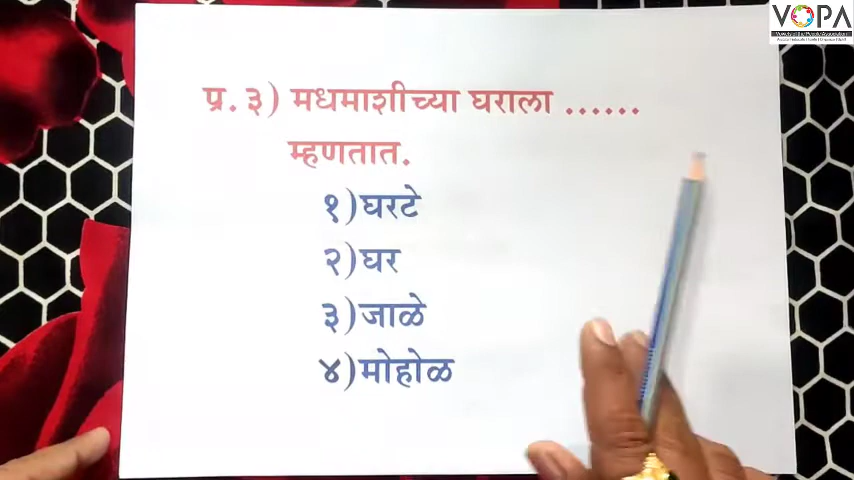 VOPA
प्र. ३) मधमाशीच्या घराला ......
म्हणतात.
१) घरटे
२) घर
३) जाळे
४) मोहोळ